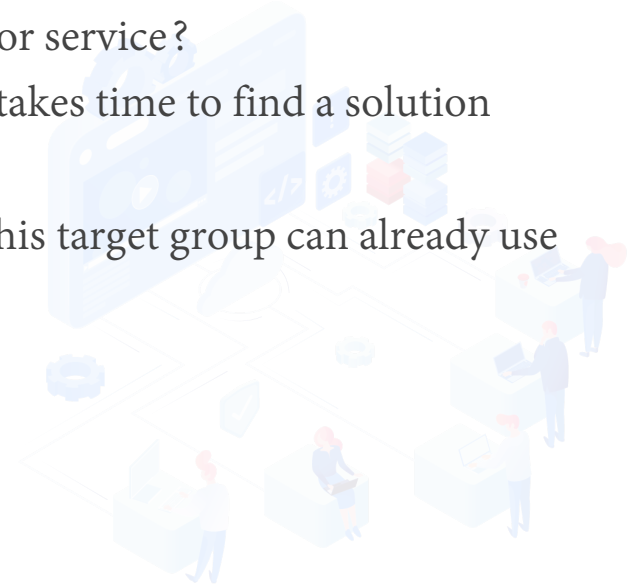 or service?
takes time to find a solution
his target group can already use